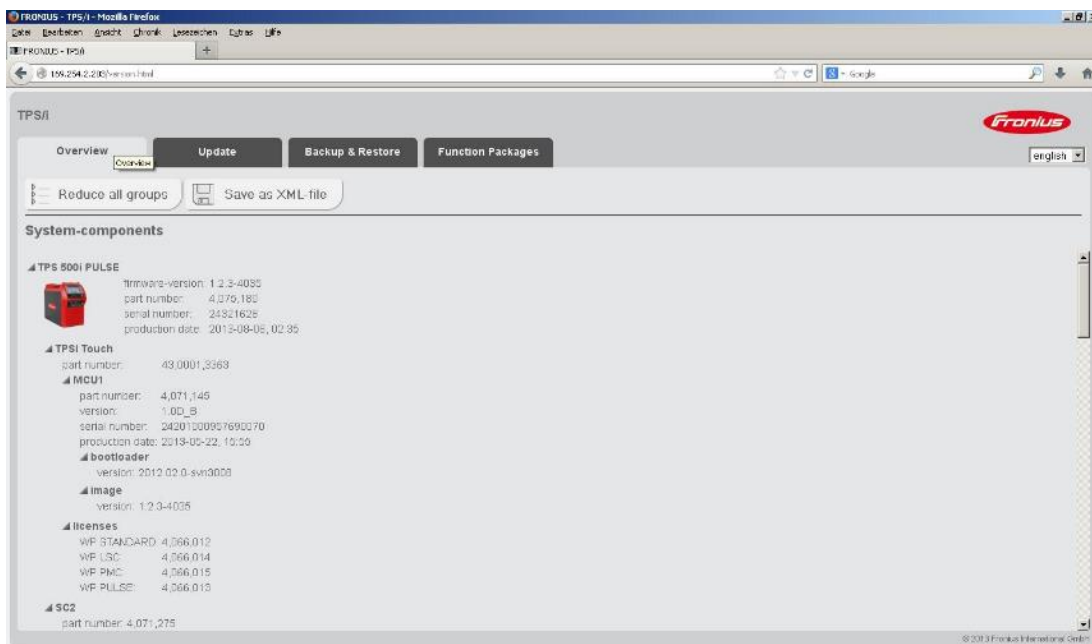 FRONIUS - TPS/i - Mozilla Firefox
Datei Bearbeiten Ansicht Chronik Lesezeichen Extras Hilfe
FRONIUS - TPS/i
+
169.254.2.203/version.html
Google
TPS/i
Fronius
Overview Update Backup & Restore Function Packages
Overview
english
Reduce all groups Save as XML-file
System-components
TPS 500i PULSE
firmware-version: 1.2.3-4035
part number: 4,075,180
serial number: 24321628
production date: 2013-08-08, 02:35
TPSi Touch
part number: 43,0001,3363
MCU1
part number: 4,071,145
version: 1.0D_B
serial number: 24201000957690070
production date: 2013-05-22,
bootloader
version: 2012.02.0-svn3008
image
version: 1.2.3-4035
licenses
WP STANDARD: 4,066,012
WP LSC: 4,066,014
WP PMC: 4,066,015
WP PULSE: 4,066,013
SC2
part number: 4,071,275
© 2013 Fronius International GmbH